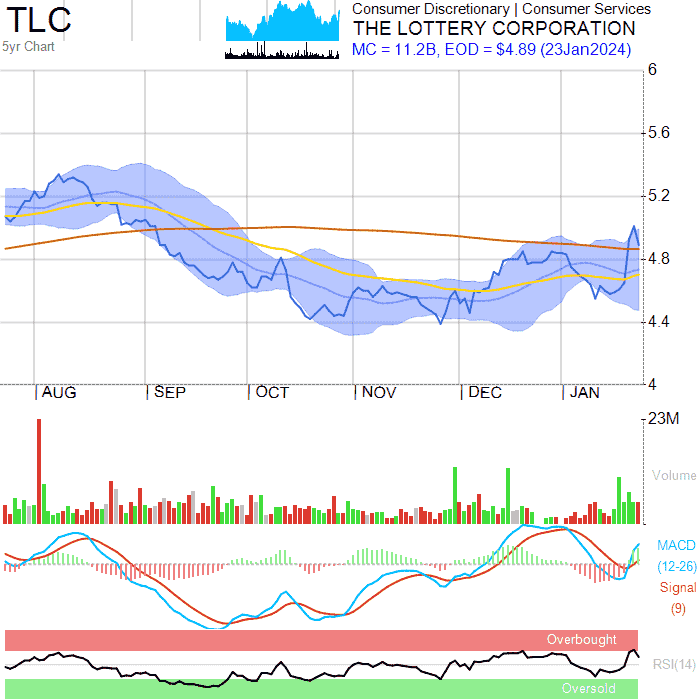 TLC
5yr Chart
Consumer Discretionary | Consumer Services
THE LOTTERY CORPORATION
MC = 11.2B, EOD = $4.89 (23Jan2024)
6
5.6
5.2
4.8
4.4
4
AUG SEP OCT NOV DEC JAN
23M
Volume
MACD
(12-26)
Signal
(9)
Overbought
RSI(14)
Oversold